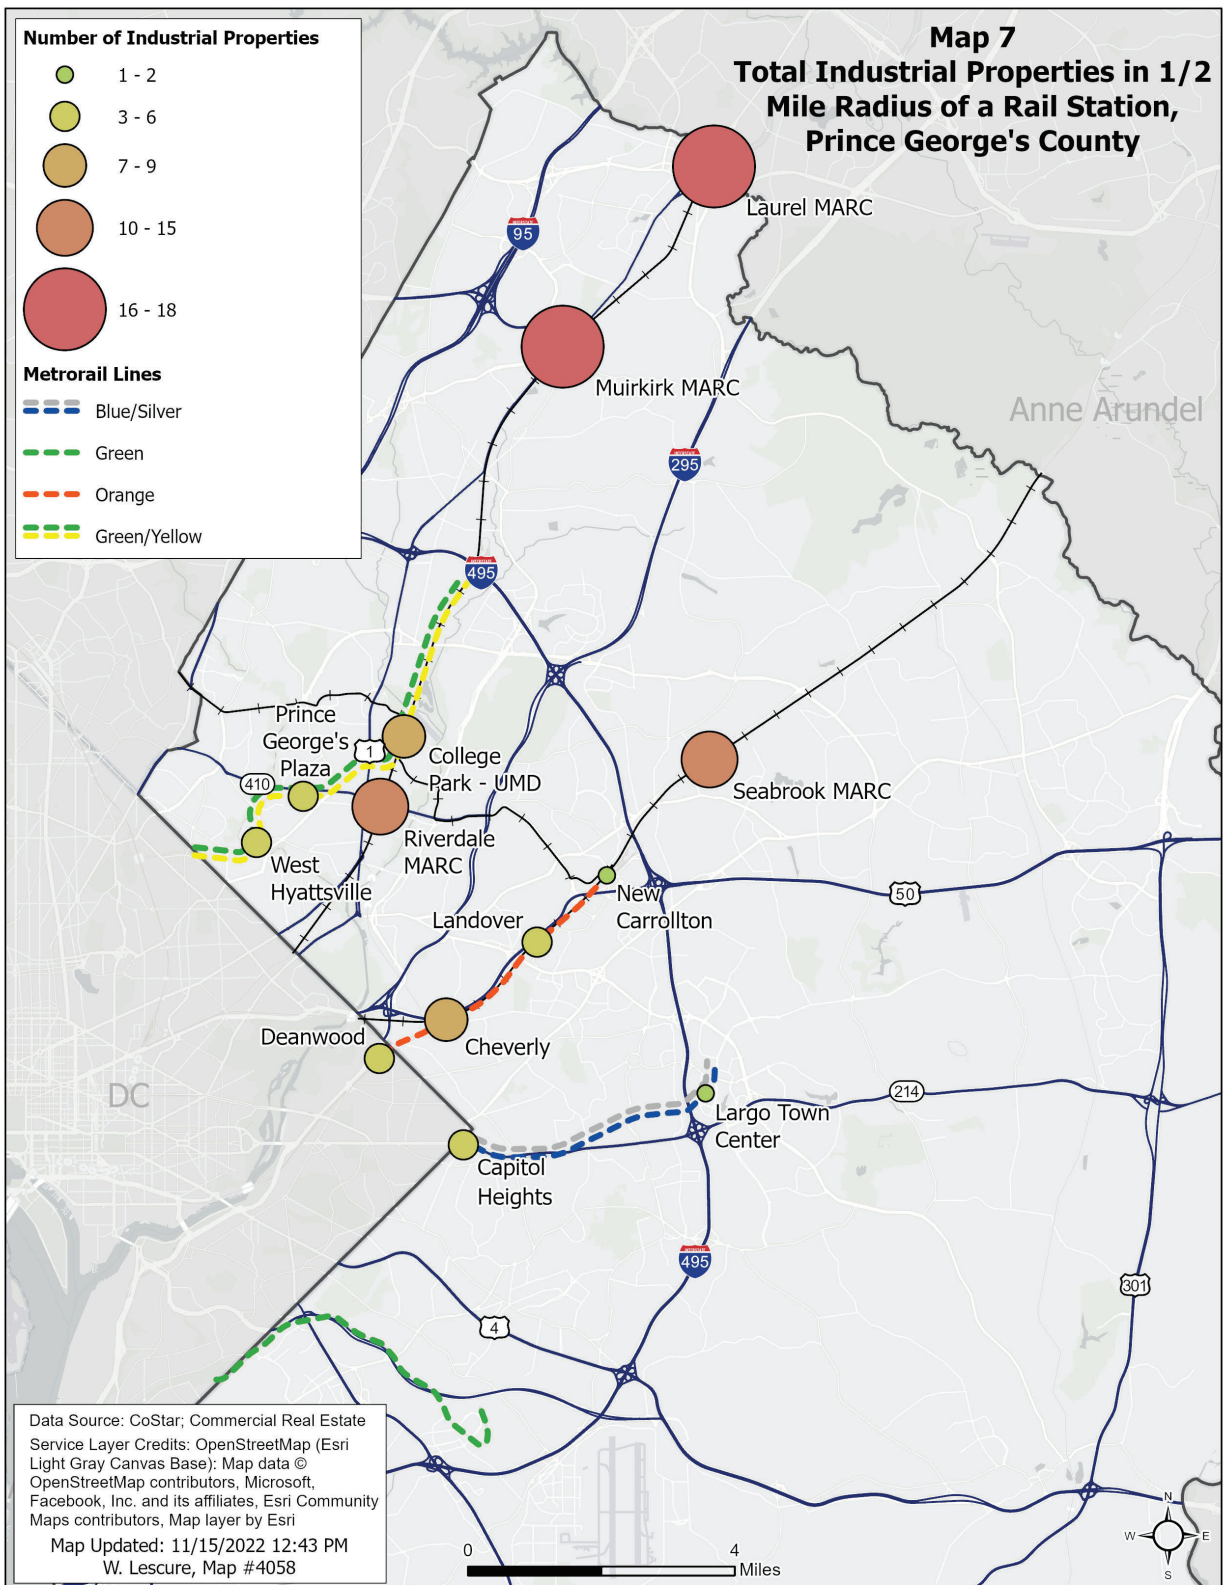 Number of Industrial Properties
1 - 2
3 - 6
7 - 9
10 - 15
16 - 18
Metrorail Lines
Blue/Silver
Green
Orange
Green/Yellow
Map 7
Total Industrial Properties in 1/2
Mile Radius of a Rail Station,
Prince George's County
Laurel MARC
95
Muirkirk MARC
Anne Arundel
295
495
Prince
George's
Plaza
1
College
Park - UMD
410
Seabrook MARC
Riverdale
MARC
West
Hyattsville
New
Carrollton
50
Landover
Deanwood
Cheverly
DC
214
Largo Town
Center
Capitol
Heights
495
301
4
Data Source: CoStar; Commercial Real Estate
Service Layer Credits: OpenStreetMap (Esri
Light Gray Canvas Base): Map data ©
OpenStreetMap contributors, Microsoft,
Facebook, Inc. and its affiliates, Esri Community
Maps contributors, Map layer by Esri
Map Updated: 11/15/2022 12:43 PM
W. Lescure, Map #4058
0 4
Miles
N
W E
S